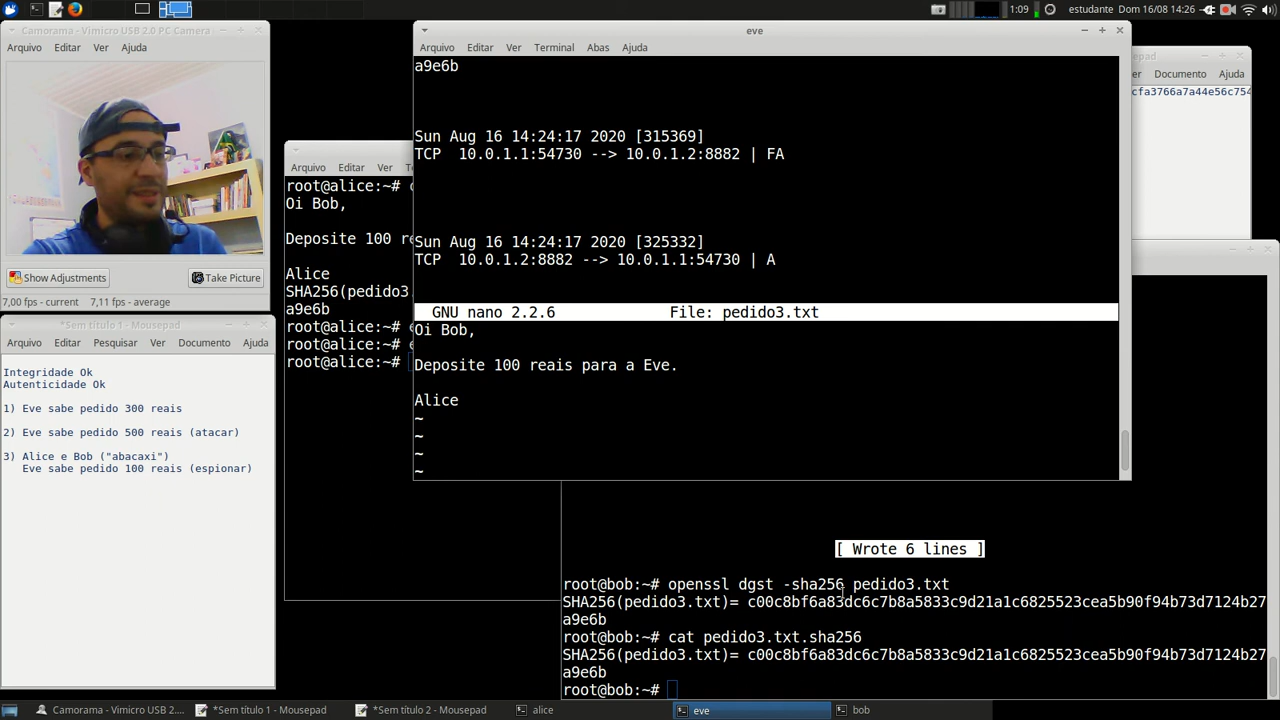 1:09
estudante
Dom 16/08 14:26
Camorama - Vimicro USB 2.0 PC Camera
Arquivo Editar Ver Ajuda
Show Adjustments
Take Picture
7,00 fps - current 7,11 fps - average
*Sem título 1 - Mousepad
Arquivo Editar Pesquisar Ver Documento Ajuda
Integridade Ok
Autenticidade Ok
1) Eve sabe pedido 300 reais
2) Eve sabe pedido 500 reais (atacar)
3) Alice e Bob ("abacaxi")
Eve sabe pedido 100 reais (espionar)
Arquivo Editar Ver
root@alice:~#
Oi Bob,
Deposite 100 re
Alice
SHA256(pedido3.
a9e6b
root@alice:~# e
root@alice:~# e
root@alice:~#
eve
Arquivo Editar Ver Terminal Abas Ajuda
a9e6b
Sun Aug 16 14:24:17 2020 [315369]
TCP 10.0.1.1:54730 --> 10.0.1.2:8882 | FA
Sun Aug 16 14:24:17 2020 [325332]
TCP 10.0.1.2:8882 --> 10.0.1.1:54730 | A
GNU nano 2.2.6 File: pedido3.txt
Oi Bob,
Deposite 100 reais para a Eve.
Alice
~
~
~
~
pad
er Documento Ajuda
cfa3766a7a44e56c754
[ Wrote 6 lines ]
root@bob:~# openssl dgst -sha256 pedido3.txt
SHA256(pedido3.txt)= c00c8bf6a83dc6c7b8a5833c9d21a1c6825523cea5b90f94b73d7124b27
a9e6b
root@bob:~# cat pedido3.txt.sha256
SHA256(pedido3.txt)= c00c8bf6a83dc6c7b8a5833c9d21a1c6825523cea5b90f94b73d7124b27
a9e6b
root@bob:~#
Camorama - Vimicro USB 2....
*Sem título 1 - Mousepad
*Sem título 2 - Mousepad
alice
eve
bob